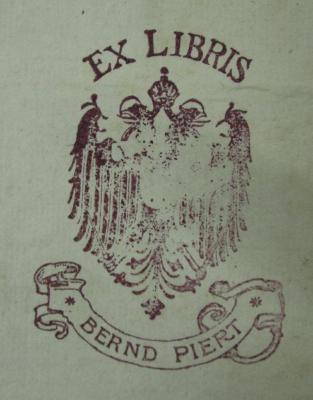 EX LIBRIS
* BERND PIERT *